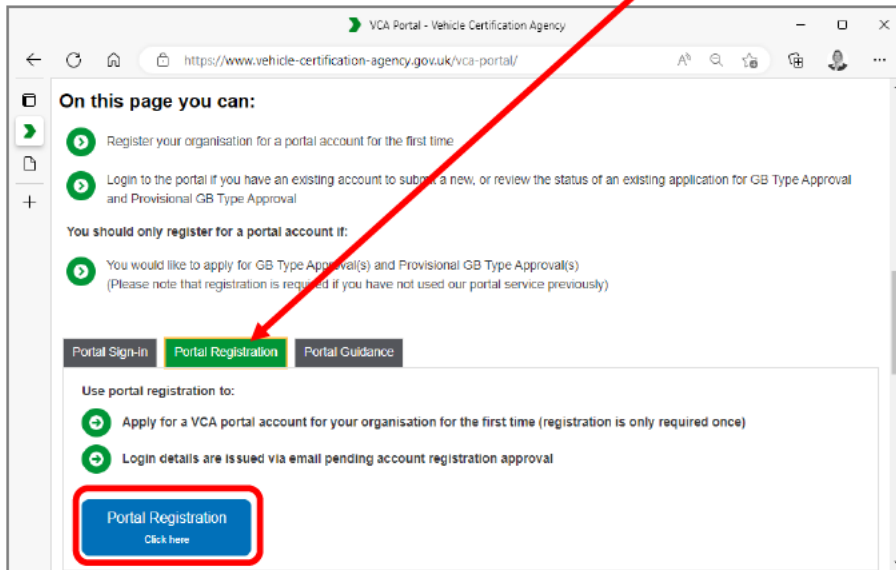 VCA Portal - Vehicle Certification Agency
https://www.vehicle-certification-agency.gov.uk/vca-portal/
On this page you can:
Register your organisation for a portal account for the first time
Login to the portal if you have an existing account to submit a new, or review the status of an existing application for GB Type Approval
and Provisional GB Type Approval
You should only register for a portal account if:
You would like to apply for GB Type Approval(s) and Provisional GB Type Approval(s)
(Please note that registration is required if you have not used our portal service previously)
Portal Sign-in
Portal Registration
Portal Guidance
Use portal registration to:
Apply for a VCA portal account for your organisation for the first time (registration is only required once)
Login details are issued via email pending account registration approval
Portal Registration
Click here